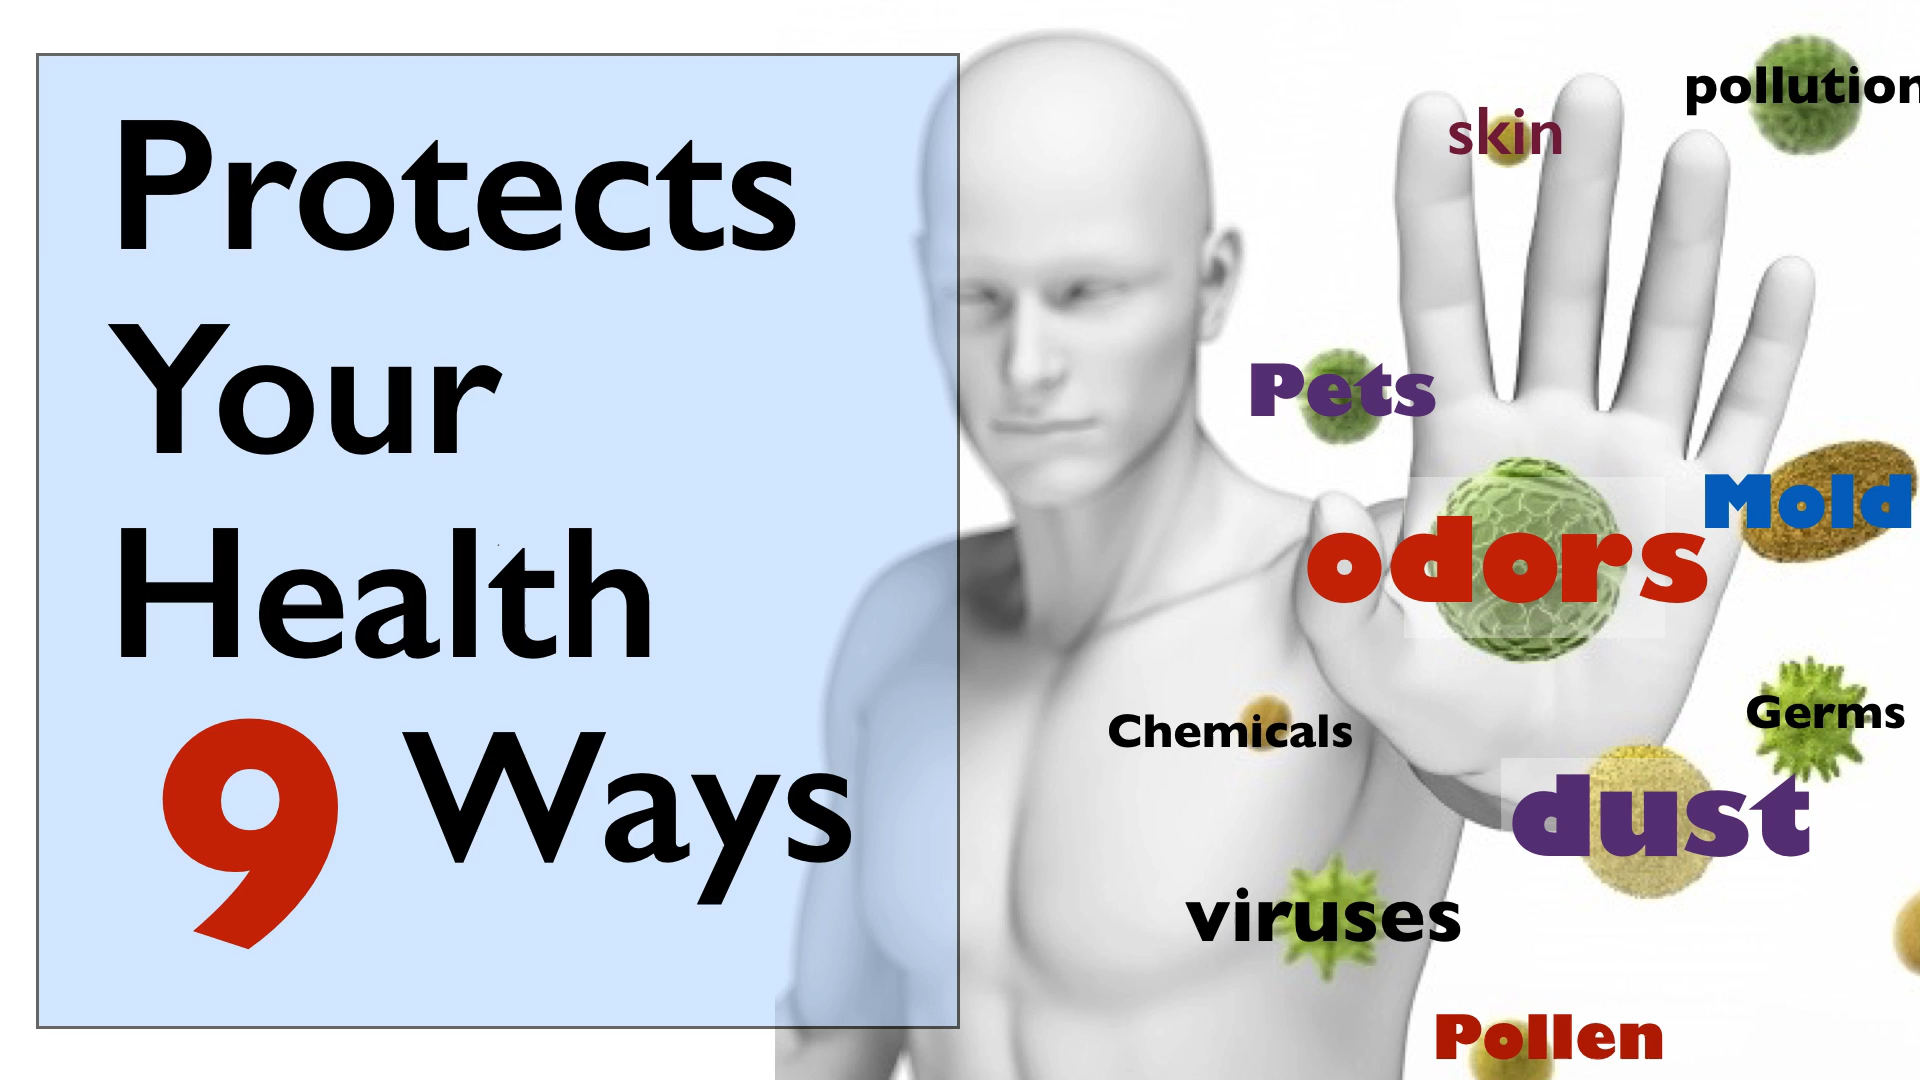 Protects
Your
Health
9 Ways
pollution
skin
Pets
Mold
odors
Germs
Chemicals
dust
viruses
Pollen